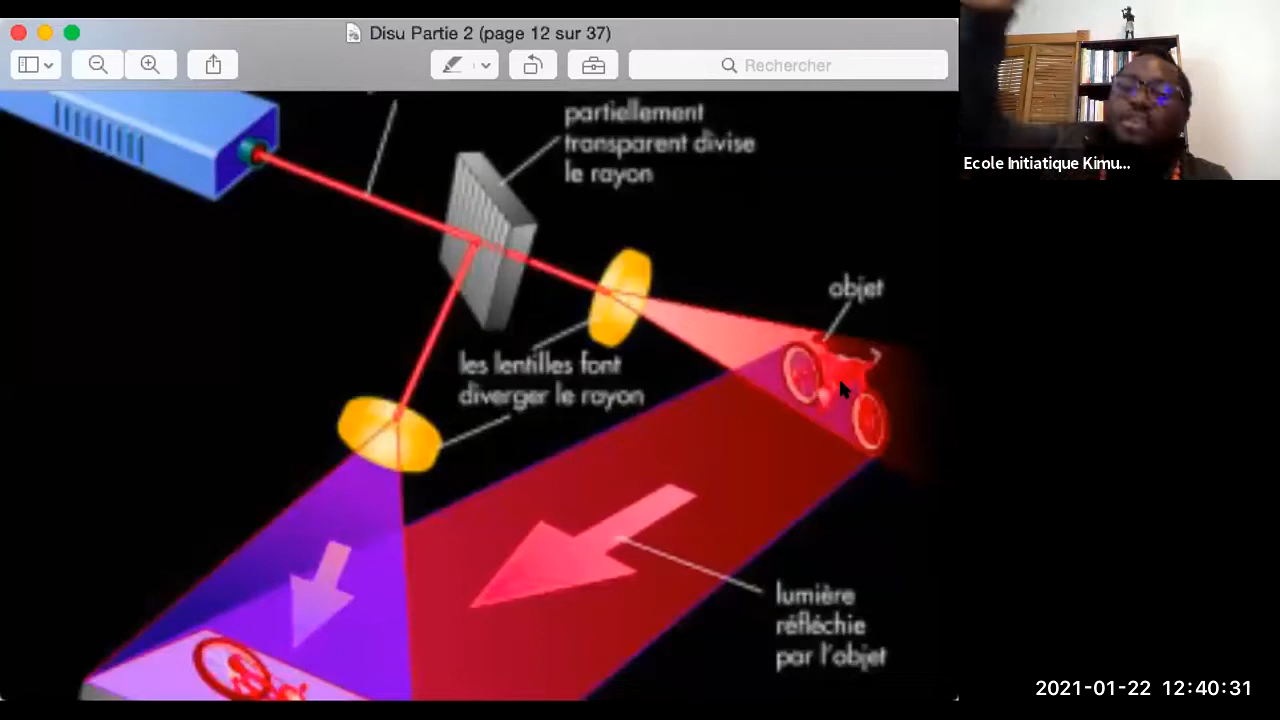 Disu Partie 2 (page 12 sur 37)
Rechercher
partiellement
transparent divise
le rayon
objet
les lentilles font
diverger le rayon
lumière
réfléchie
par l'objet
Ecole Initiatique Kimu...
2021-01-22 12:40:31